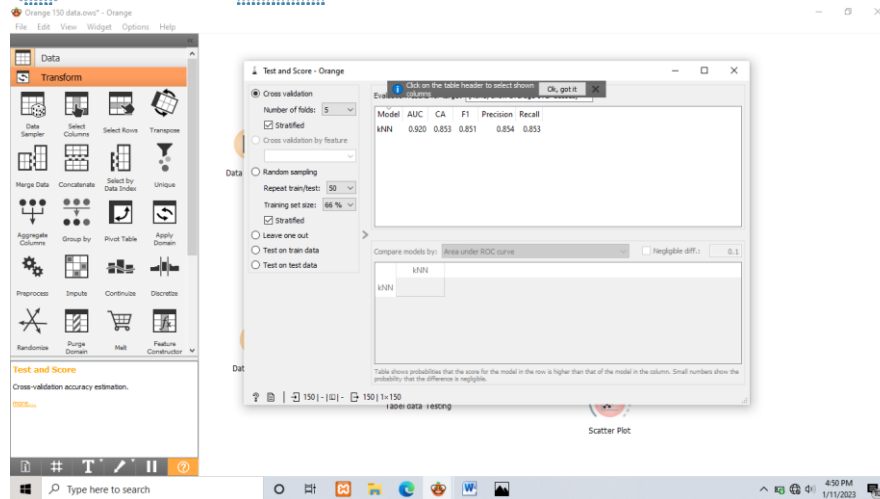 Orange 150 data.ows* - Orange
File Edit View Widget Options Help
Data
Transform
Data Sampler
Select Columns
Select Rows
Transpose
Merge Data
Concatenate
Select by Data Index
Unique
Aggregate Columns
Group by
Pivot Table
Apply Domain
Preprocess
Impute
Continuize
Discretize
Randomize
Purge Domain
Melt
Feature Constructor
Test and Score
Cross-validation accuracy estimation.
more...
Test and Score - Orange
Cross validation
Number of folds: 5
Stratified
Cross validation by feature
Random sampling
Repeat train/test: 50
Training set size: 66 %
Stratified
Leave one out
Test on train data
Test on test data
Click on the table header to select shown columns
Ok, got it
Model AUC CA F1 Precision Recall
kNN 0.920 0.853 0.851 0.854 0.853
Compare models by: Area under ROC curve
Negligible diff.: 0.1
kNN
kNN
Table shows probabilities that the score for the model in the row is higher than that of the model in the column. Small numbers show the
probability that the difference is negligible.
150 | - | - 150 | 1×150
Data
Dat
Tabel data Testing
Scatter Plot
Type here to search
4:50 PM
1/11/2023